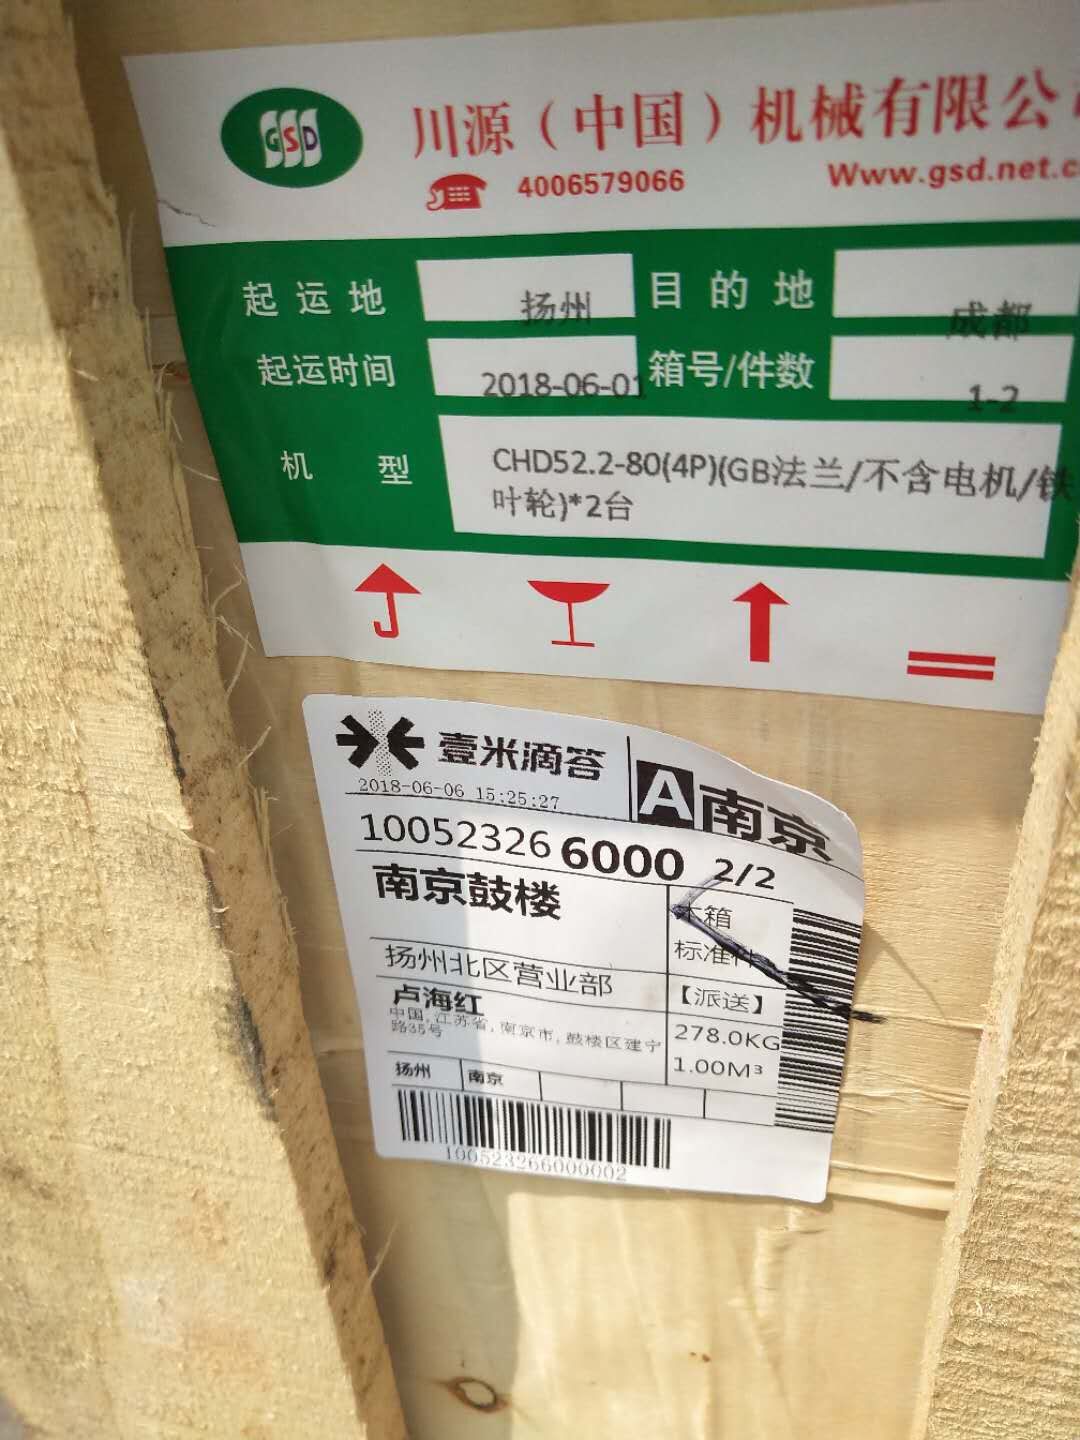 GSD
川源（中国）机械有限公
4006579066
Www.gsd.net.c
起运地 扬州 目的地 成都
起运时间 2018-06-01 箱号/件数 1-2
机型 CHD52.2-80(4P)(GB法兰/不含电机/铁
叶轮)*2台
壹米滴答
2018-06-06 15:25:27
A南京
10052326 6000 2/2
南京鼓楼
木箱
标准件
扬州北区营业部
【派送】
卢海红
中国,江苏省,南京市,鼓楼区建宁
路35号
278.0KG
1.00M³
扬州 南京
100523266000002